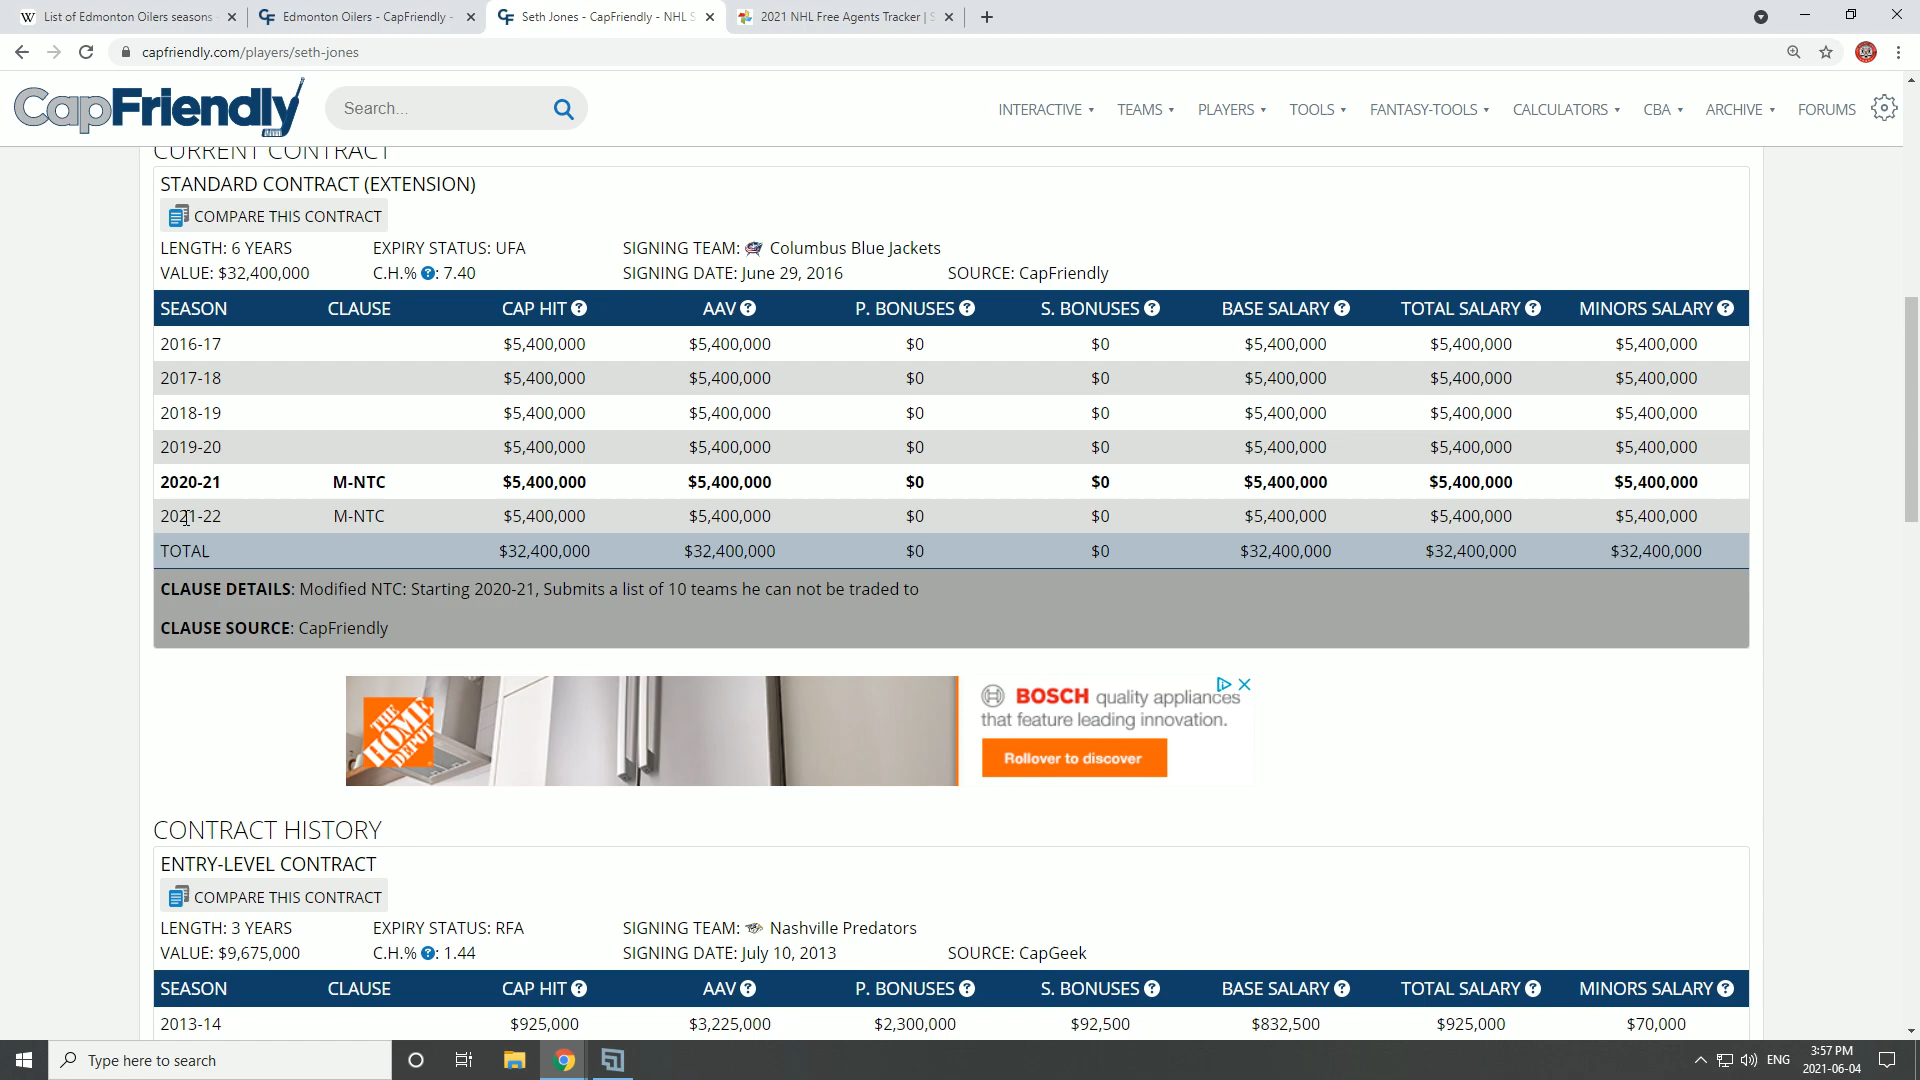 List of Edmonton Oilers seasons
Edmonton Oilers - CapFriendly -
Seth Jones - CapFriendly - NHL S
2021 NHL Free Agents Tracker | S
capfriendly.com/players/seth-jones
CapFriendly
Search...
INTERACTIVE
TEAMS
PLAYERS
TOOLS
FANTASY-TOOLS
CALCULATORS
CBA
ARCHIVE
FORUMS
CURRENT CONTRACT
STANDARD CONTRACT (EXTENSION)
COMPARE THIS CONTRACT
LENGTH: 6 YEARS EXPIRY STATUS: UFA SIGNING TEAM: Columbus Blue Jackets
VALUE: $32,400,000 C.H.% ?: 7.40 SIGNING DATE: June 29, 2016 SOURCE: CapFriendly
SEASON CLAUSE CAP HIT ? AAV ? P. BONUSES ? S. BONUSES ? BASE SALARY ? TOTAL SALARY ? MINORS SALARY ?
2016-17 $5,400,000 $5,400,000 $0 $0 $5,400,000 $5,400,000 $5,400,000
2017-18 $5,400,000 $5,400,000 $0 $0 $5,400,000 $5,400,000 $5,400,000
2018-19 $5,400,000 $5,400,000 $0 $0 $5,400,000 $5,400,000 $5,400,000
2019-20 $5,400,000 $5,400,000 $0 $0 $5,400,000 $5,400,000 $5,400,000
2020-21 M-NTC $5,400,000 $5,400,000 $0 $0 $5,400,000 $5,400,000 $5,400,000
2021-22 M-NTC $5,400,000 $5,400,000 $0 $0 $5,400,000 $5,400,000 $5,400,000
TOTAL $32,400,000 $32,400,000 $0 $0 $32,400,000 $32,400,000 $32,400,000
CLAUSE DETAILS: Modified NTC: Starting 2020-21, Submits a list of 10 teams he can not be traded to
CLAUSE SOURCE: CapFriendly
THE HOME DEPOT
BOSCH quality appliances
that feature leading innovation.
Rollover to discover
CONTRACT HISTORY
ENTRY-LEVEL CONTRACT
COMPARE THIS CONTRACT
LENGTH: 3 YEARS EXPIRY STATUS: RFA SIGNING TEAM: Nashville Predators
VALUE: $9,675,000 C.H.% ?: 1.44 SIGNING DATE: July 10, 2013 SOURCE: CapGeek
SEASON CLAUSE CAP HIT ? AAV ? P. BONUSES ? S. BONUSES ? BASE SALARY ? TOTAL SALARY ? MINORS SALARY ?
2013-14 $925,000 $3,225,000 $2,300,000 $92,500 $832,500 $925,000 $70,000
Type here to search
ENG
3:57 PM
2021-06-04